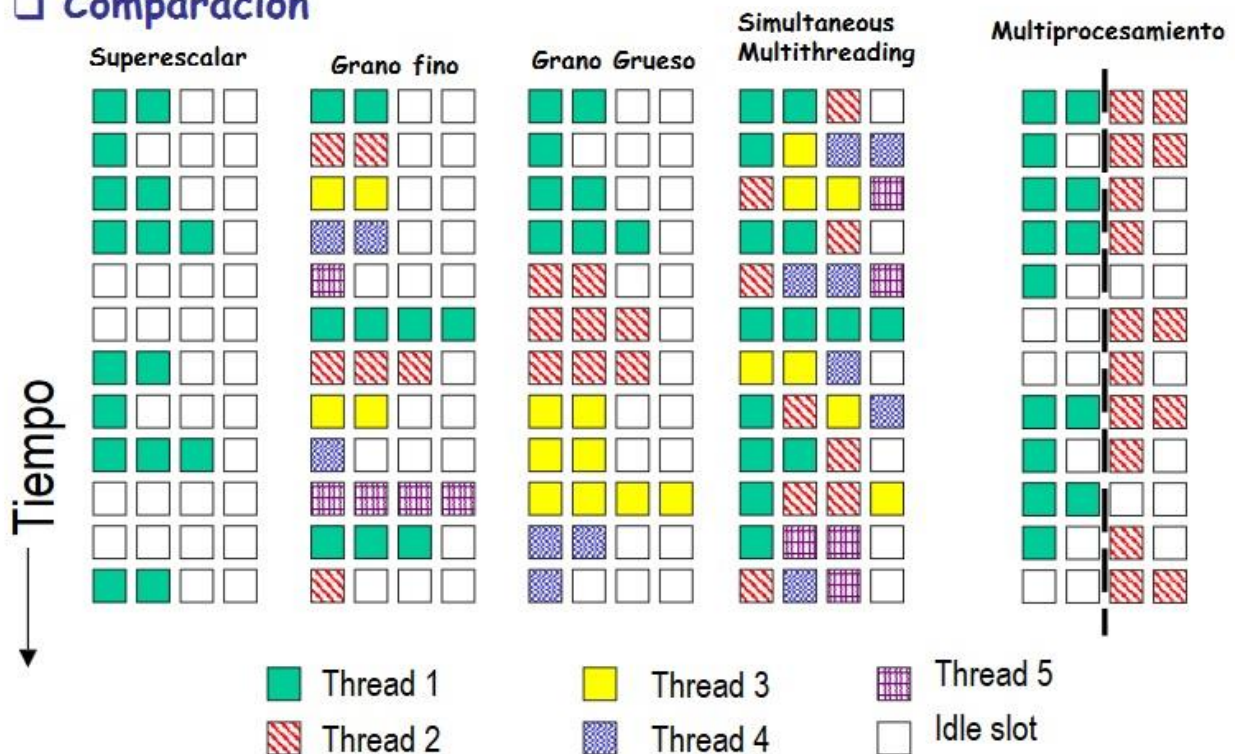 Comparación
Superescalar
Grano fino
Grano Grueso
Simultaneous
Multithreading
Multiprocesamiento
Tiempo
Thread 1
Thread 2
Thread 3
Thread 4
Thread 5
Idle slot